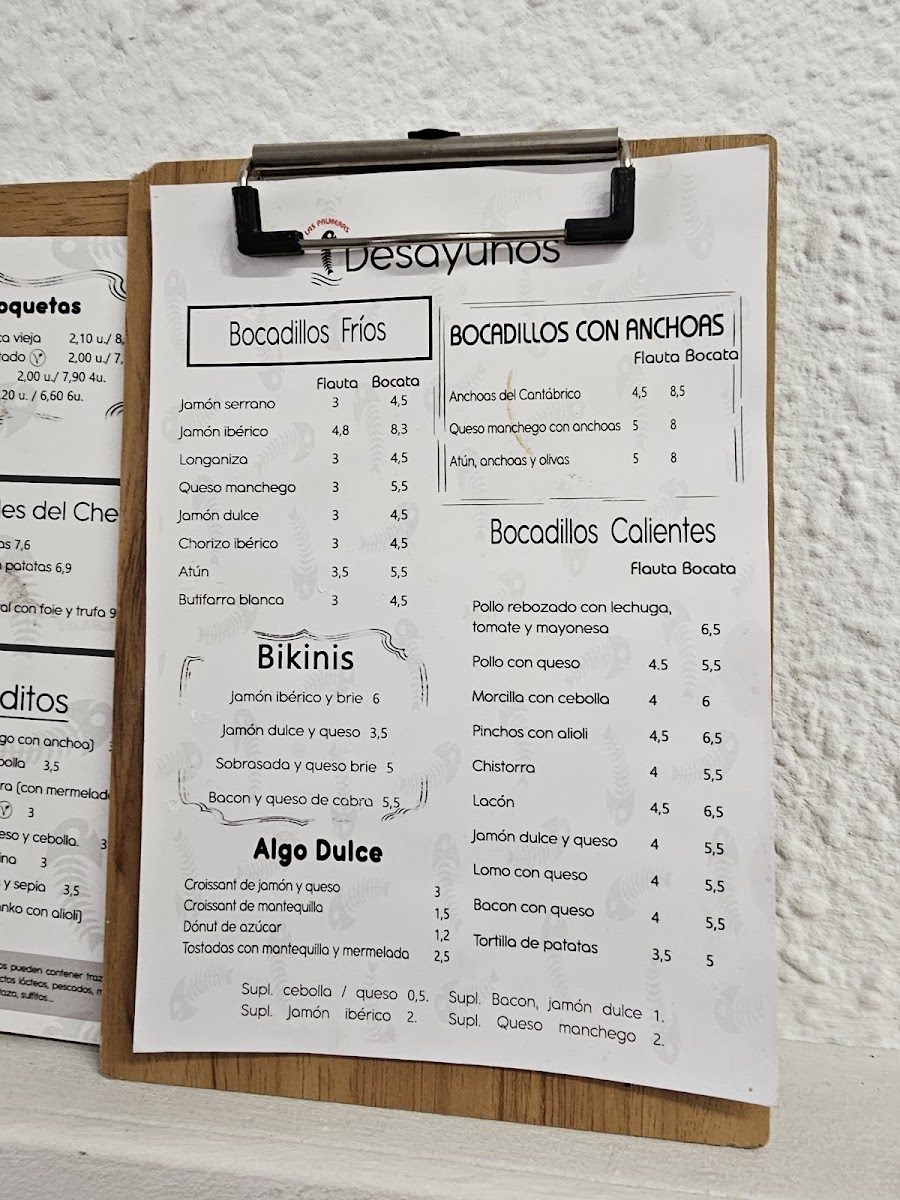 LAS PALMERAS
Desayunos
Bocadillos Fríos
Flauta Bocata
Jamón serrano 3 4,5
Jamón ibérico 4,8 8,3
Longaniza 3 4,5
Queso manchego 3 5,5
Jamón dulce 3 4,5
Chorizo ibérico 3 4,5
Atún 3,5 5,5
Butifarra blanca 3 4,5
Bikinis
Jamón ibérico y brie 6
Jamón dulce y queso 3,5
Sobrasada y queso brie 5
Bacon y queso de cabra 5,5
Algo Dulce
Croissant de jamón y queso 3
Croissant de mantequilla 1,5
Dónut de azúcar 1,2
Tostadas con mantequilla y mermelada 2,5
BOCADILLOS CON ANCHOAS
Flauta Bocata
Anchoas del Cantábrico 4,5 8,5
Queso manchego con anchoas 5 8
Atún, anchoas y olivas 5 8
Bocadillos Calientes
Flauta Bocata
Pollo rebozado con lechuga,
tomate y mayonesa 6,5
Pollo con queso 4.5 5,5
Morcilla con cebolla 4 6
Pinchos con alioli 4,5 6,5
Chistorra 4 5,5
Lacón 4,5 6,5
Jamón dulce y queso 4 5,5
Lomo con queso 4 5,5
Bacon con queso 4 5,5
Tortilla de patatas 3,5 5
Supl. cebolla / queso 0,5. Supl. Bacon, jamón dulce 1.
Supl. Jamón ibérico 2. Supl. Queso manchego 2.
oquetas
vieja 2,10 u./ 8,
2,00 u./ 7,
2,00 u./ 7,90 4u.
20 u. / 6,60 6u.
es del Che
as 7,6
patatas 6,9
al con foie y trufa 9
ditos
go con anchoa) 3
bolla 3,5
ra (con mermelad
3
eso y cebolla. 3
ina 3
y sepia 3,5
nko con alioli)
os pueden contener traz
ctos lácteos, pescados, m
taza, sulfitos...